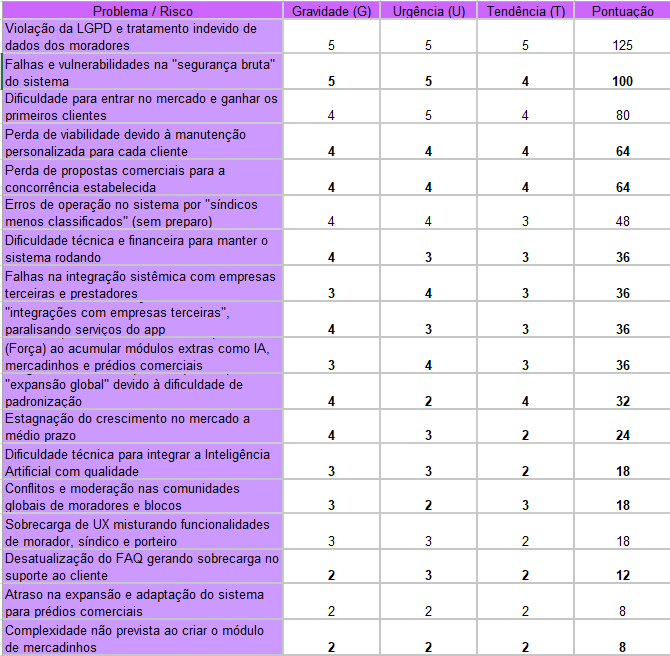 Problema / Risco Gravidade (G) Urgência (U) Tendência (T) Pontuação
Violação da LGPD e tratamento indevido de
dados dos moradores 5 5 5 125
Falhas e vulnerabilidades na "segurança bruta"
do sistema 5 5 4 100
Dificuldade para entrar no mercado e ganhar os
primeiros clientes 4 5 4 80
Perda de viabilidade devido à manutenção
personalizada para cada cliente 4 4 4 64
Perda de propostas comerciais para a
concorrência estabelecida 4 4 4 64
Erros de operação no sistema por "síndicos
menos classificados" (sem preparo) 4 4 3 48
Dificuldade técnica e financeira para manter o
sistema rodando 4 3 3 36
Falhas na integração sistêmica com empresas
terceiras e prestadores 3 4 3 36
"integrações com empresas terceiras",
paralisando serviços do app 4 3 3 36
(Força) ao acumular módulos extras como IA,
mercadinhos e prédios comerciais 3 4 3 36
"expansão global" devido à dificuldade de
padronização 4 2 4 32
Estagnação do crescimento no mercado a
médio prazo 4 3 2 24
Dificuldade técnica para integrar a Inteligência
Artificial com qualidade 3 3 2 18
Conflitos e moderação nas comunidades
globais de moradores e blocos 3 2 3 18
Sobrecarga de UX misturando funcionalidades
de morador, síndico e porteiro 3 3 2 18
Desatualização do FAQ gerando sobrecarga no
suporte ao cliente 2 3 2 12
Atraso na expansão e adaptação do sistema
para prédios comerciais 2 2 2 8
Complexidade não prevista ao criar o módulo
de mercadinhos 2 2 2 8